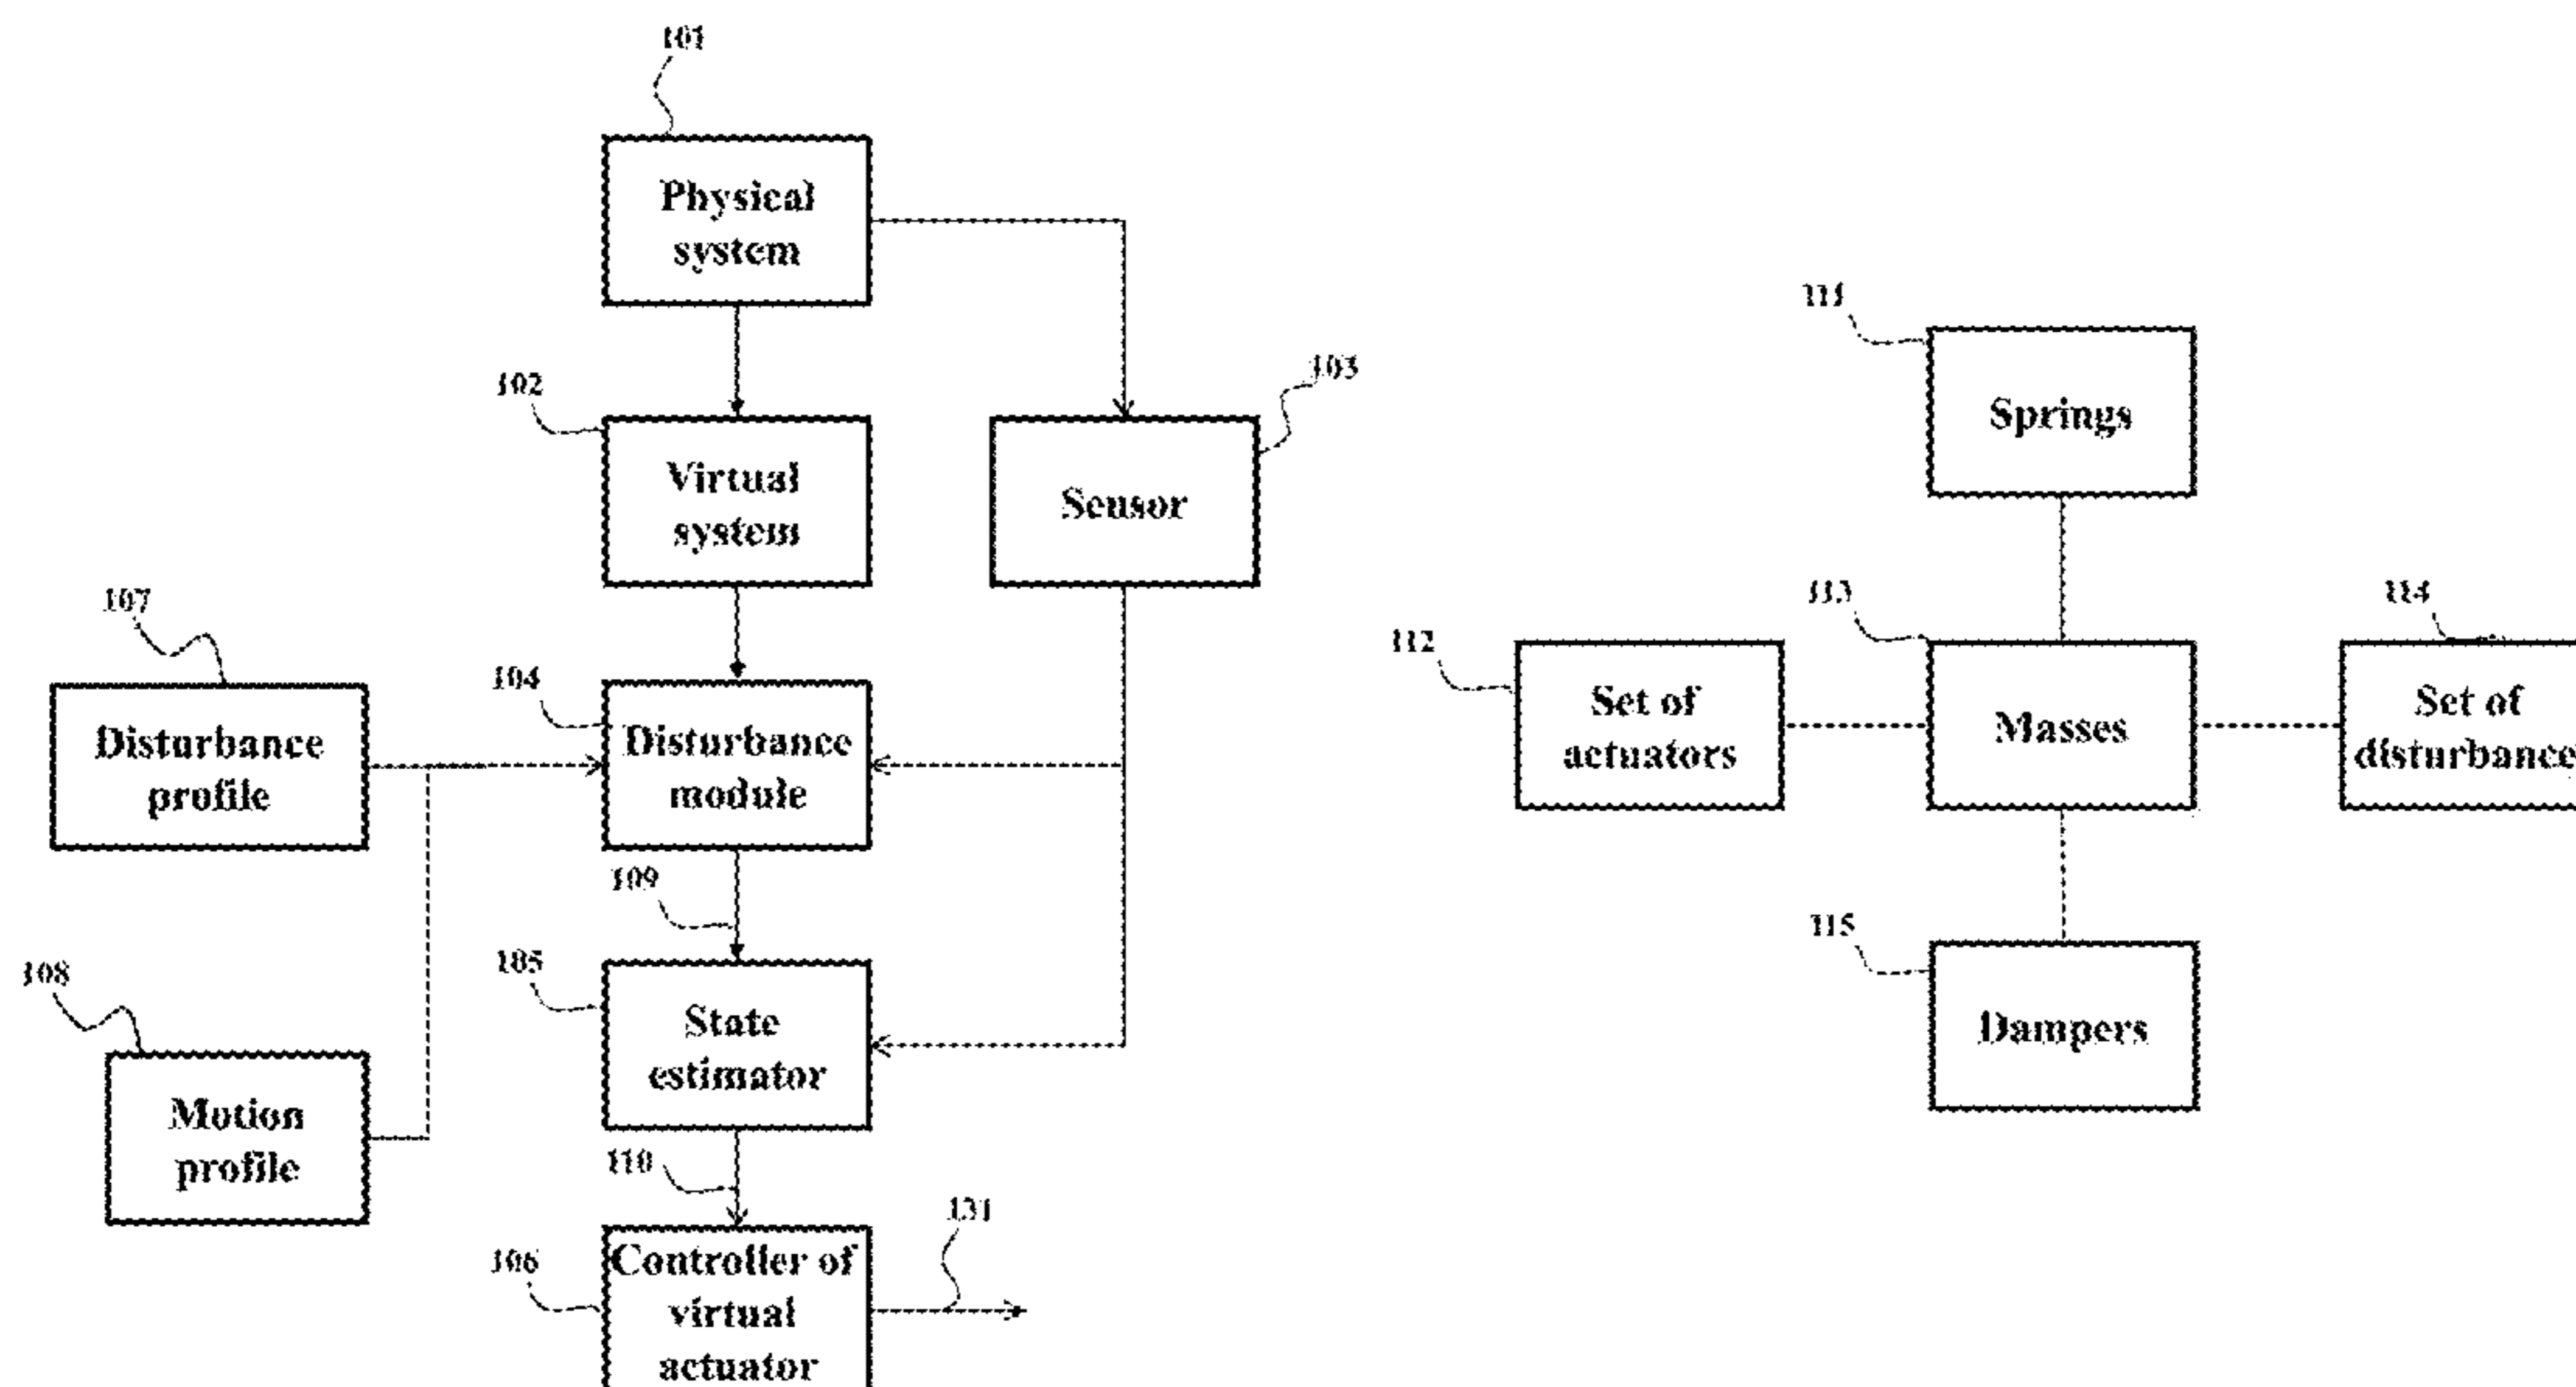 101
Physical
system
102
Virtual
system
103
Sensor
107
Disturbance
profile
104
Disturbance
module
109
108
Motion
profile
105
State
estimator
110
106
Controller of
virtual
actuator
131
111
Springs
112
Set of
actuators
113
Masses
114
Set of
disturbance
115
Dampers